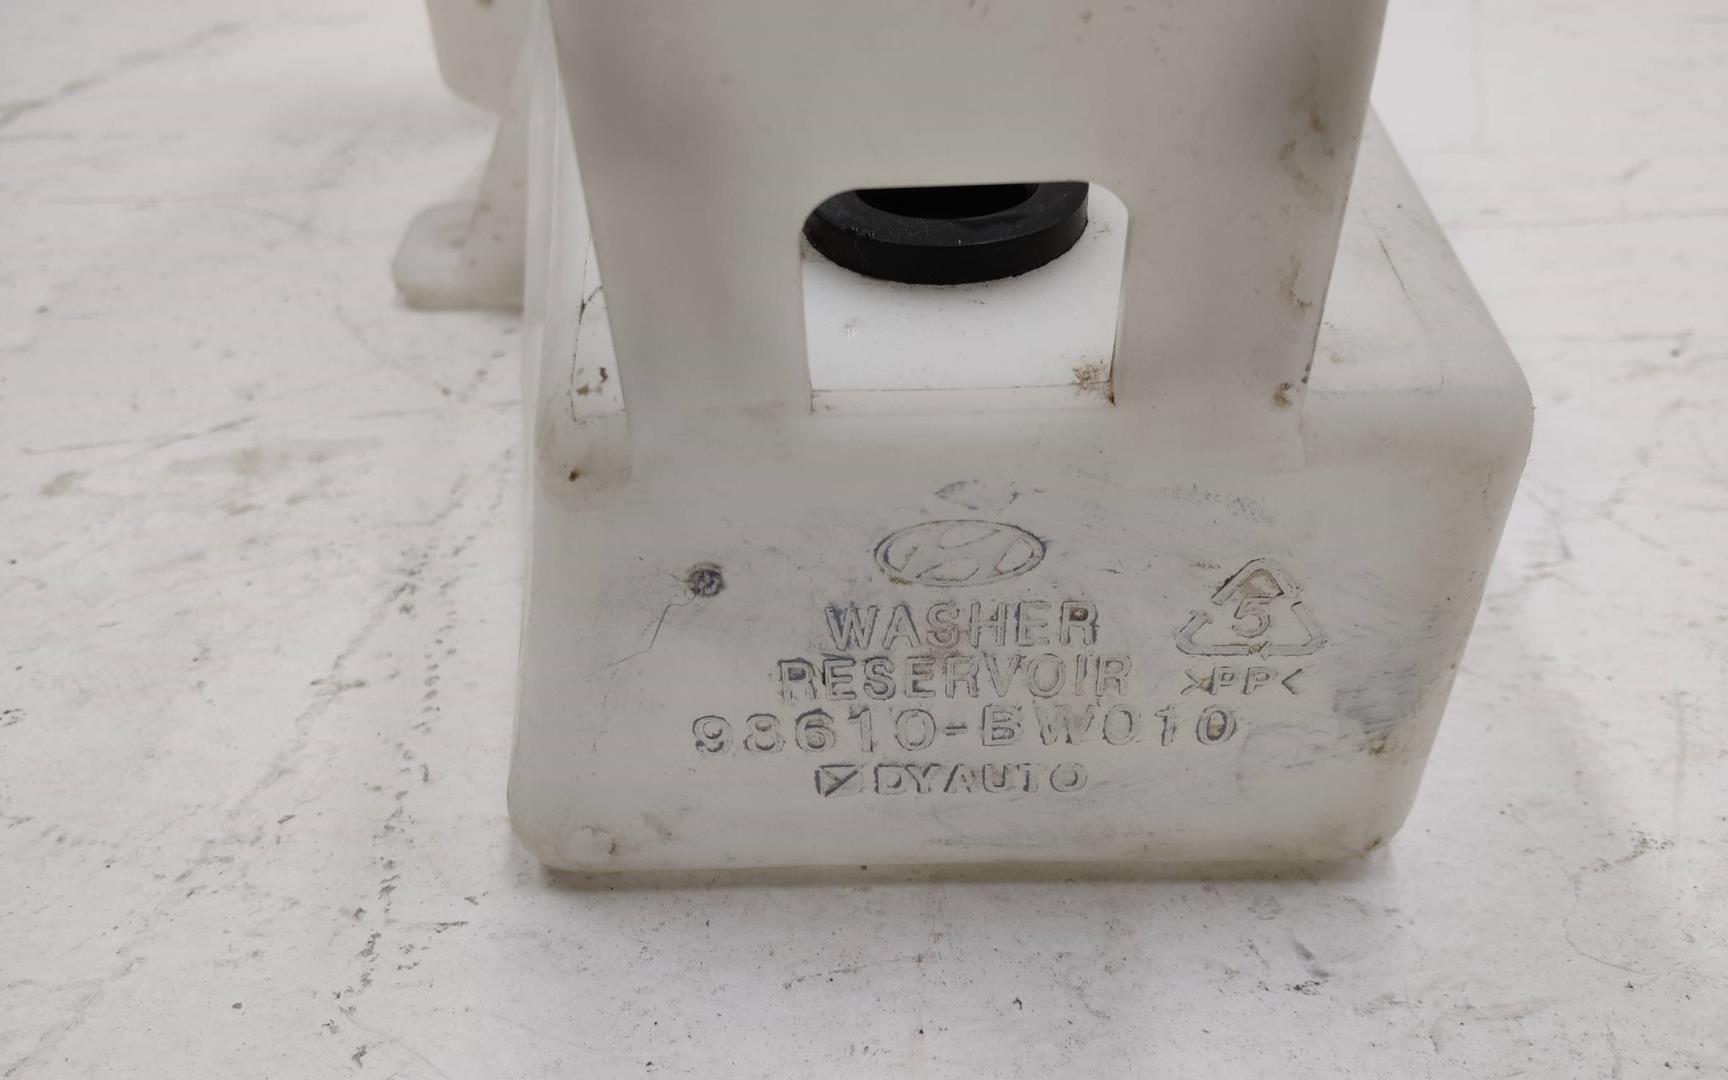 WASHER
RESERVOIR
5
>PP<
98610-BW010
DYAUTO